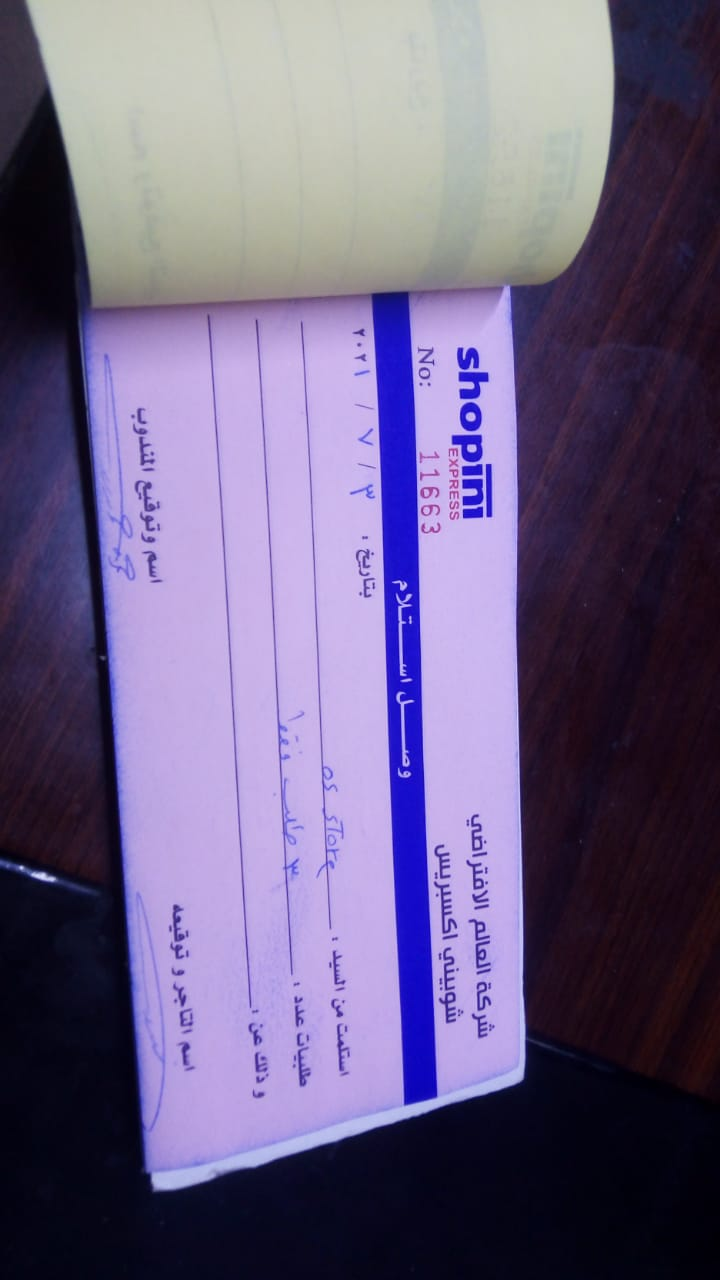 shopini
EXPRESS
شركة العالم الافتراضي
شوبيني اكسبريس
No: 11663
وصل استلام
بتاريخ : ٣ / ٧ / ٢٠٢١
استلمت من السيد : os store
طلبيات عدد : ٣ طلب فقط
و ذلك عن :
اسم التاجر و توقيعه
اسم وتوقيع المندوب